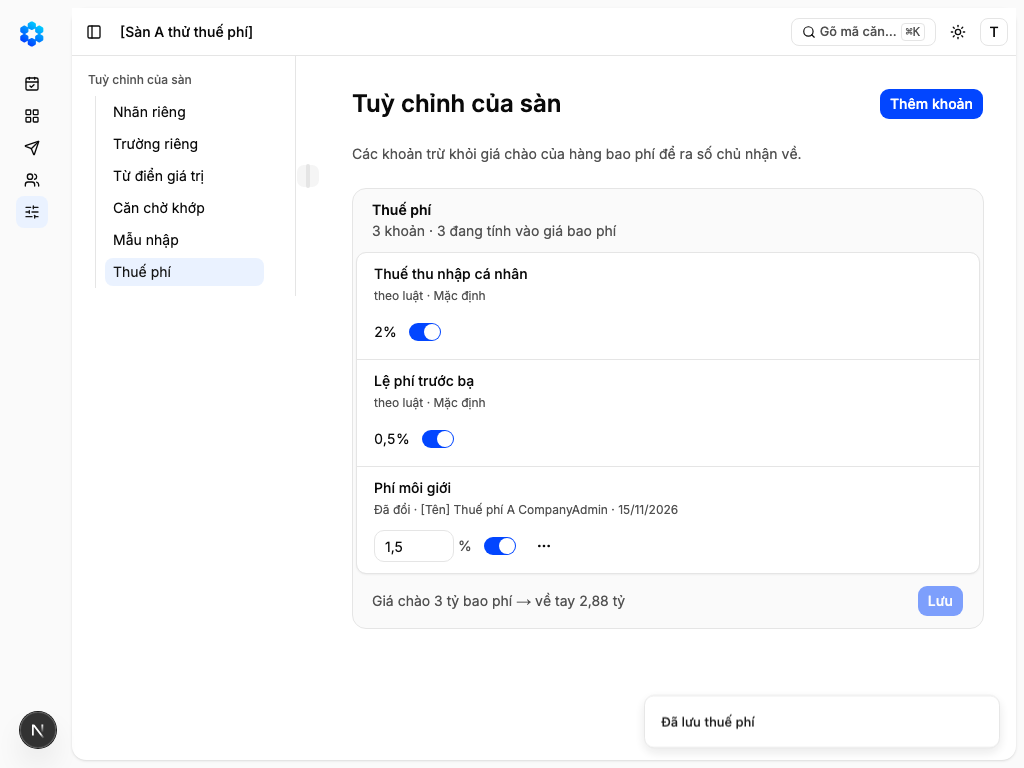 [Sàn A thử thuế phí]
Gõ mã căn... ⌘K
T
Tuỳ chỉnh của sàn
Nhãn riêng
Trường riêng
Từ điển giá trị
Căn chờ khớp
Mẫu nhập
Thuế phí
Tuỳ chỉnh của sàn
Thêm khoản
Các khoản trừ khỏi giá chào của hàng bao phí để ra số chủ nhận về.
Thuế phí
3 khoản · 3 đang tính vào giá bao phí
Thuế thu nhập cá nhân
theo luật · Mặc định
2%
Lệ phí trước bạ
theo luật · Mặc định
0,5%
Phí môi giới
Đã đổi · [Tên] Thuế phí A CompanyAdmin · 15/11/2026
1,5 %
Giá chào 3 tỷ bao phí → về tay 2,88 tỷ
Lưu
N
Đã lưu thuế phí